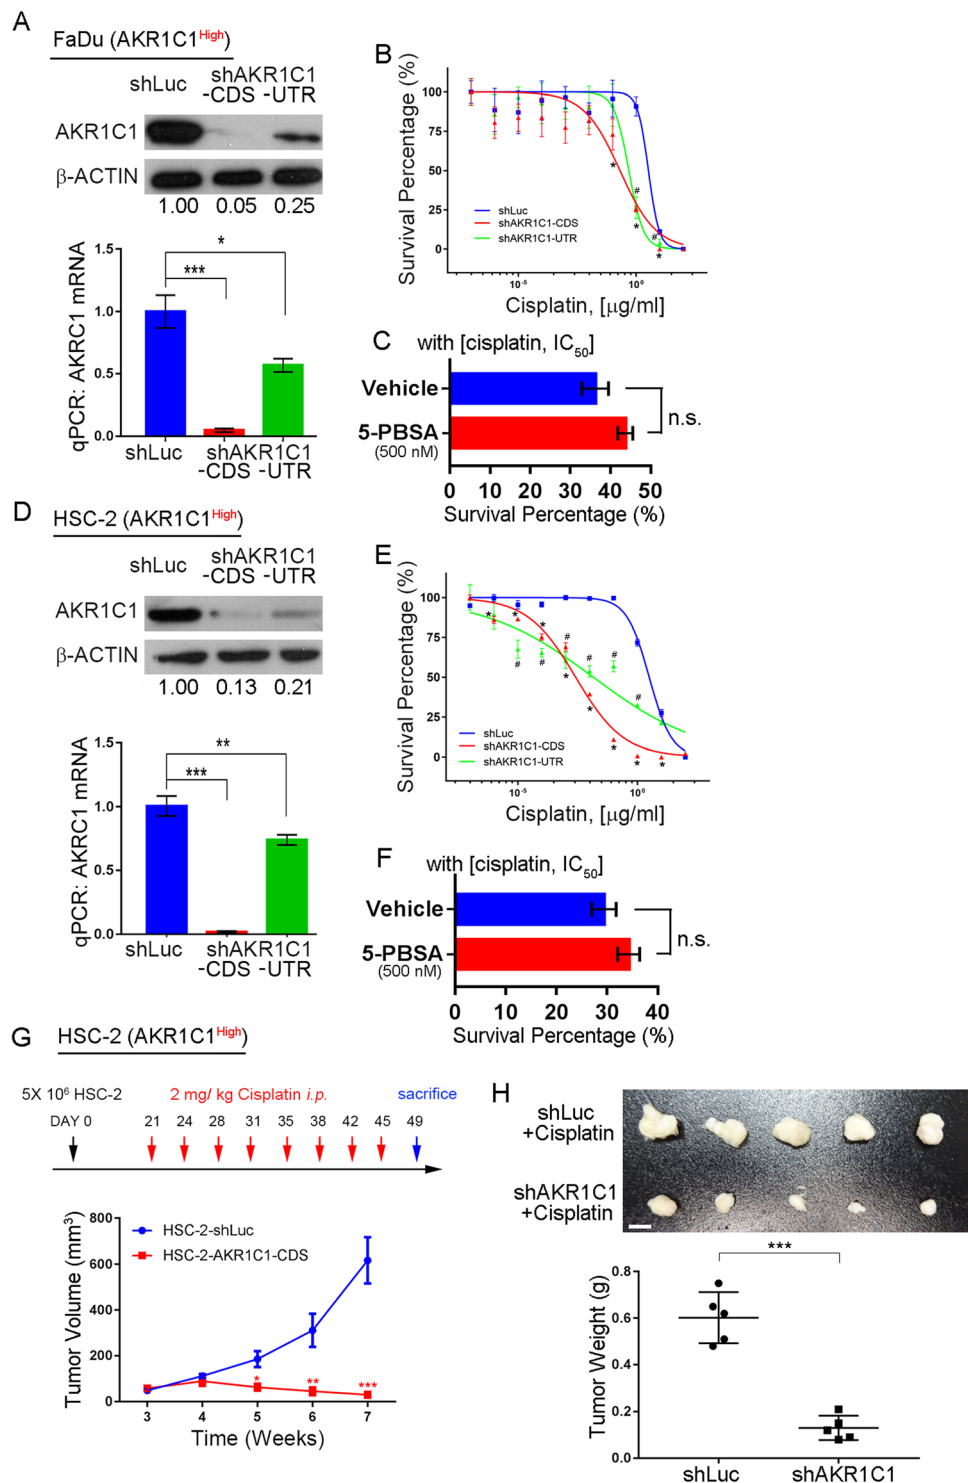 A
FaDu (AKR1C1High)
shLuc
shAKR1C1
-CDS -UTR
AKR1C1
β-ACTIN
1.00 0.05 0.25
qPCR: AKRC1 mRNA
1.5
1.0
0.5
0.0
*
***
shLuc
shAKR1C1
-CDS -UTR
B
Survival Percentage (%)
100
75
50
25
0
shLuc
shAKR1C1-CDS
shAKR1C1-UTR
* # * # *
10-5 100
Cisplatin, [µg/ml]
C
with [cisplatin, IC50]
Vehicle
5-PBSA
(500 nM)
n.s.
0 10 20 30 40 50
Survival Percentage (%)
D
HSC-2 (AKR1C1High)
shLuc
shAKR1C1
-CDS -UTR
AKR1C1
β-ACTIN
1.00 0.13 0.21
qPCR: AKRC1 mRNA
1.5
1.0
0.5
0.0
**
***
shLuc
shAKR1C1
-CDS -UTR
E
Survival Percentage (%)
100
75
50
25
0
* * * # # # * # * # * # * *
shLuc
shAKR1C1-CDS
shAKR1C1-UTR
10-5 100
Cisplatin, [µg/ml]
F
with [cisplatin, IC50]
Vehicle
5-PBSA
(500 nM)
n.s.
0 10 20 30 40
Survival Percentage (%)
G
HSC-2 (AKR1C1High)
5X 106 HSC-2 2 mg/ kg Cisplatin i.p. sacrifice
DAY 0 21 24 28 31 35 38 42 45 49
Tumor Volume (mm3)
800
600
400
200
0
HSC-2-shLuc
HSC-2-AKR1C1-CDS
* ** ***
3 4 5 6 7
Time (Weeks)
H
shLuc
+Cisplatin
shAKR1C1
+Cisplatin
***
Tumor Weight (g)
0.8
0.6
0.4
0.2
0.0
shLuc shAKR1C1